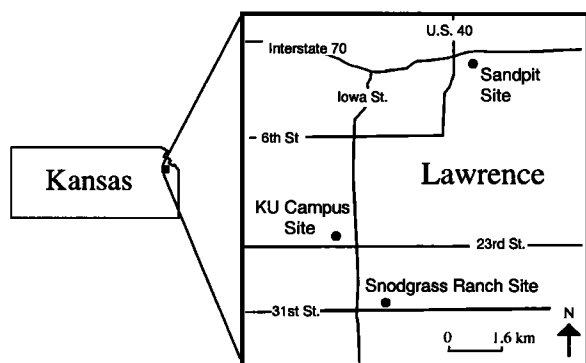 U.S. 40
Interstate 70
Sandpit
Site
Iowa St.
6th St
Kansas
Lawrence
KU Campus
Site
23rd St.
Snodgrass Ranch Site
31st St.
N
0 1.6 km